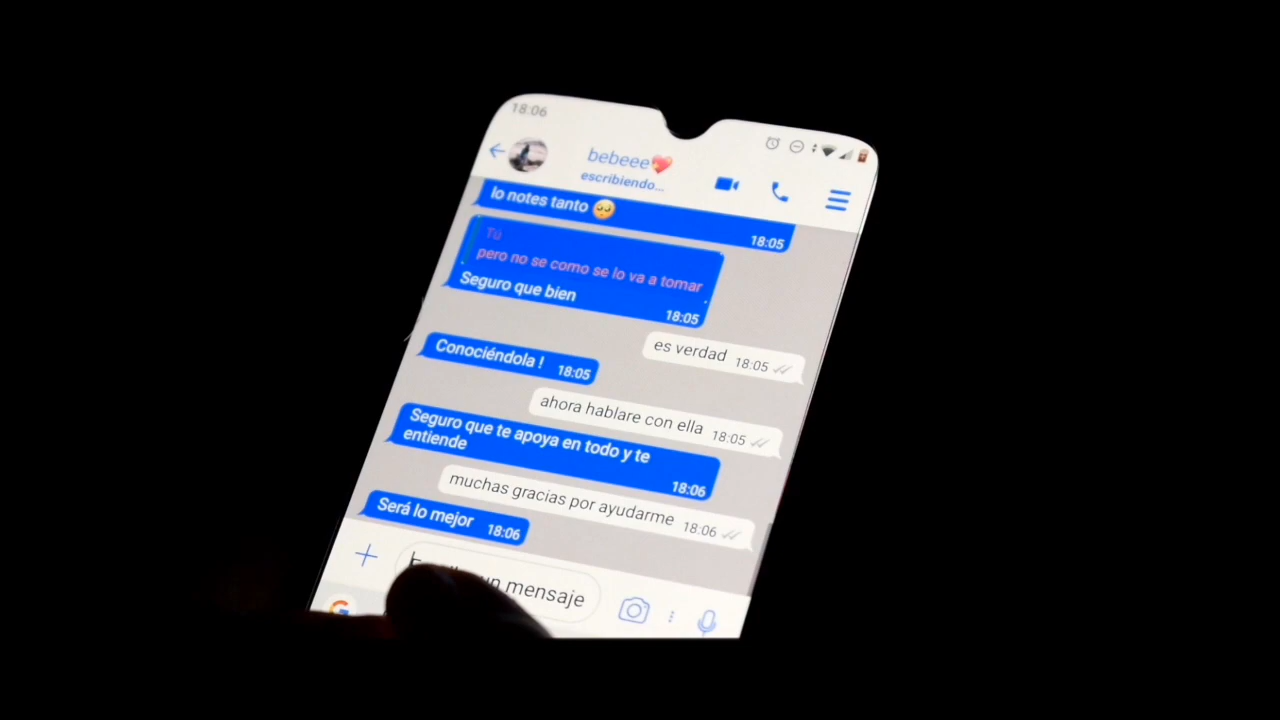 18:06
bebeee💖
escribiendo...
lo notes tanto 🥺
18:05
Tú
pero no se como se lo va a tomar
Seguro que bien
18:05
es verdad 18:05
Conociéndola ! 18:05
ahora hablare con ella 18:05
Seguro que te apoya en todo y te
entiende
18:06
muchas gracias por ayudarme 18:06
Será lo mejor 18:06
un mensaje
G